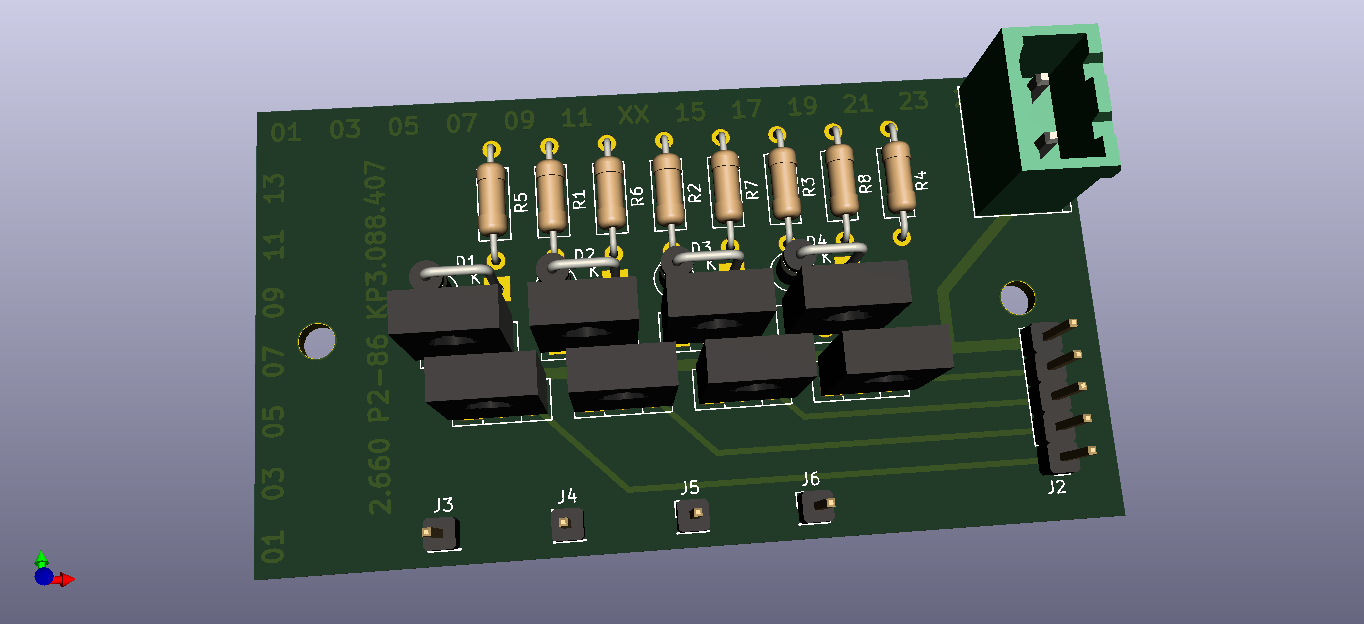 01 03 05 07 09 11 XX 15 17 19 21 23
13
11
09
07
05
03
01
2.660 P2-86 KP3.088.407
R5 R1 R6 R2 R7 R3 R8 R4
D1 D2 D3 D4
K K K K
J3 J4 J5 J6
J2